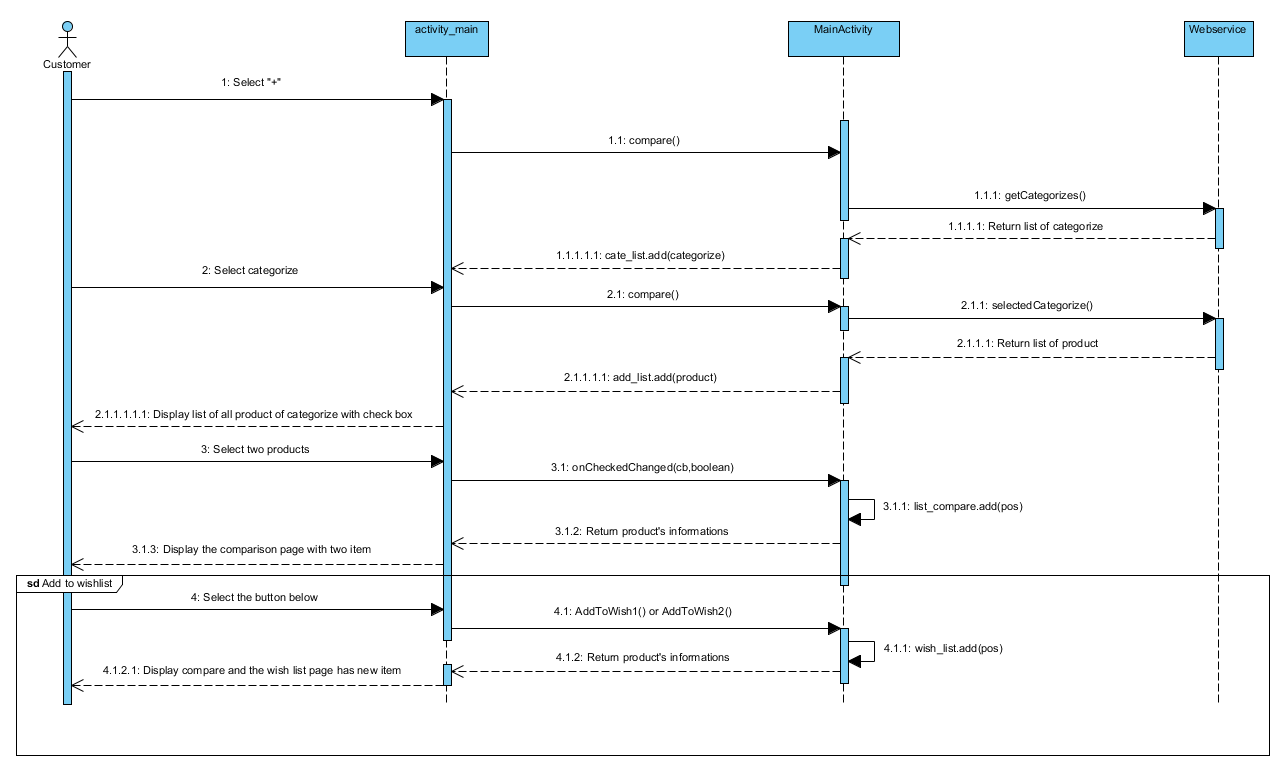 activity_main
MainActivity
Webservice
Customer
1: Select "+"
1.1: compare()
1.1.1: getCategorizes()
1.1.1.1: Return list of categorize
1.1.1.1.1: cate_list.add(categorize)
2: Select categorize
2.1: compare()
2.1.1: selectedCategorize()
2.1.1.1: Return list of product
2.1.1.1.1: add_list.add(product)
2.1.1.1.1.1: Display list of all product of categorize with check box
3: Select two products
3.1: onCheckedChanged(cb,boolean)
3.1.1: list_compare.add(pos)
3.1.2: Return product's informations
3.1.3: Display the comparison page with two item
sd Add to wishlist
4: Select the button below
4.1: AddToWish1() or AddToWish2()
4.1.1: wish_list.add(pos)
4.1.2: Return product's informations
4.1.2.1: Display compare and the wish list page has new item